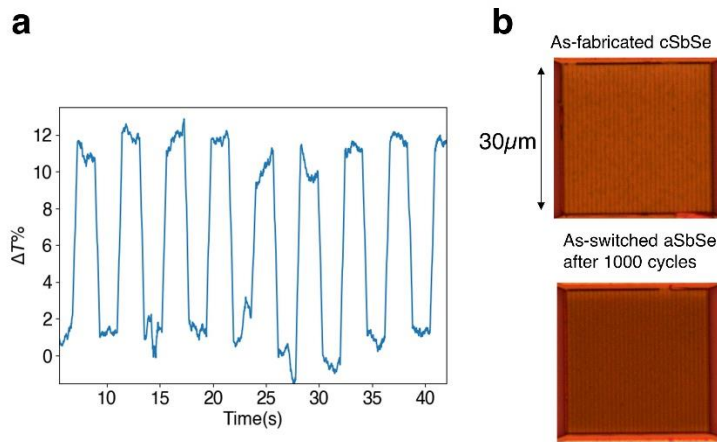 a
b
As-fabricated cSbSe
30μm
As-switched aSbSe
after 1000 cycles
ΔT%
12
10
8
6
4
2
0
10
15
20
25
30
35
40
Time(s)